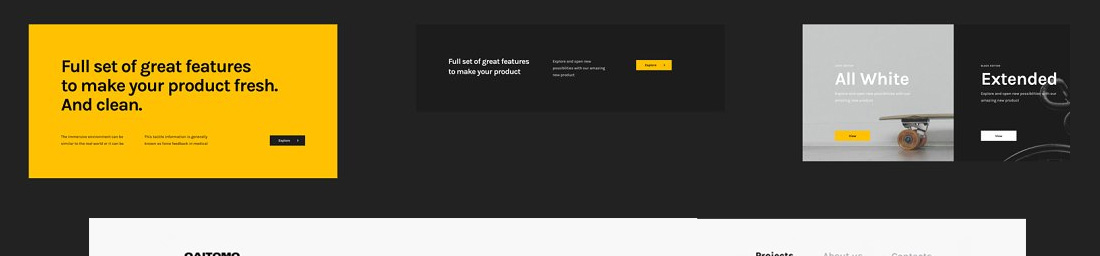 Full set of great features
to make your product fresh.
And clean.
The immersive environment can be
similar to the real world or it can be
This tactile information is generally
known as force feedback in medical
Explore
Full set of great features
to make your product
Explore and open new
possibilities with our amazing
new product
Explore
All White
Explore and open new possibilities with our
amazing new product
View
BLACK EDITION
Extended
Explore and open new possibilities with our
amazing new product
View
Projects
About us
Contacts